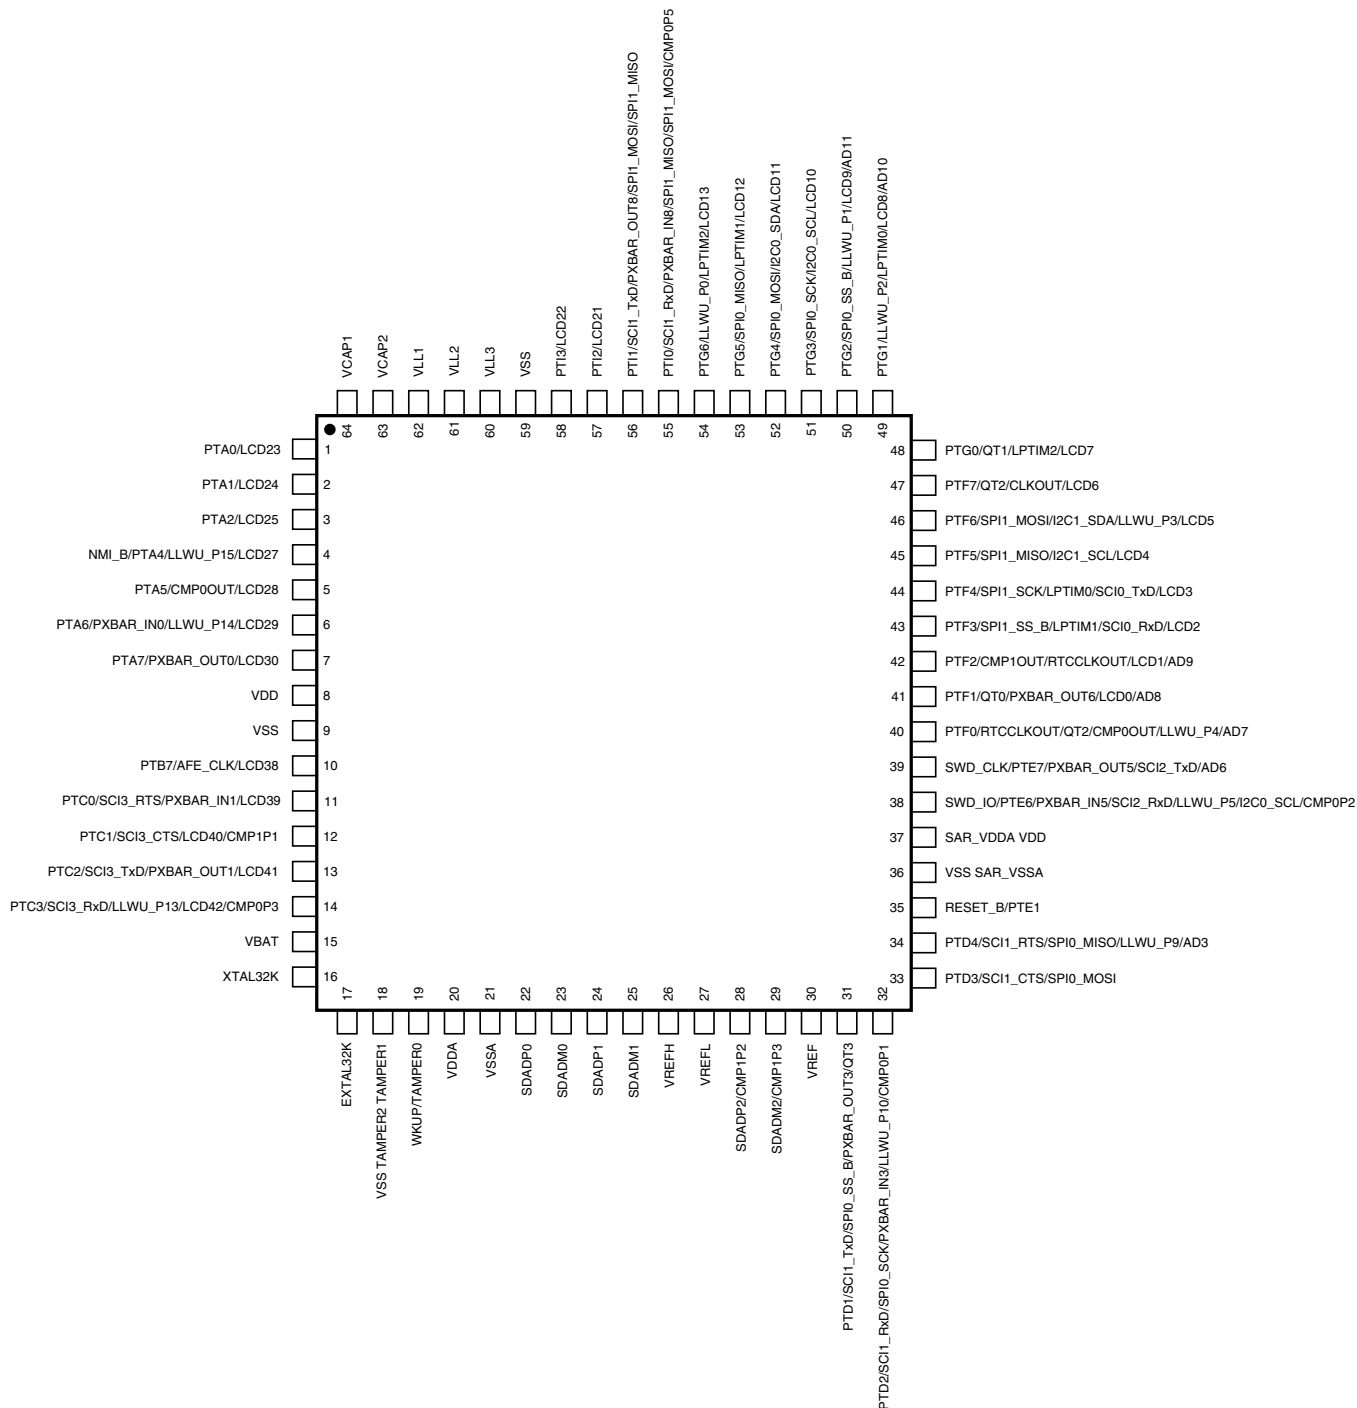 PTI0/SCI1_RxD/PXBAR_IN8/SPI1_MISO/SPI1_MOSI/CMP0P5
PTI1/SCI1_TxD/PXBAR_OUT8/SPI1_MOSI/SPI1_MISO
PTG2/SPI0_SS_B/LLWU_P1/LCD9/AD11
PTG1/LLWU_P2/LPTIM0/LCD8/AD10
PTG4/SPI0_MOSI/I2C0_SDA/LCD11
PTG3/SPI0_SCK/I2C0_SCL/LCD10
PTG5/SPI0_MISO/LPTIM1/LCD12
PTG6/LLWU_P0/LPTIM2/LCD13
VCAP1
VCAP2
VLL1
VLL2
VLL3
VSS
PTI3/LCD22
PTI2/LCD21
64
63
62
61
60
59
58
57
56
55
54
53
52
51
50
49
PTA0/LCD23
1
48
PTG0/QT1/LPTIM2/LCD7
PTA1/LCD24
2
47
PTF7/QT2/CLKOUT/LCD6
PTA2/LCD25
3
46
PTF6/SPI1_MOSI/I2C1_SDA/LLWU_P3/LCD5
NMI_B/PTA4/LLWU_P15/LCD27
4
45
PTF5/SPI1_MISO/I2C1_SCL/LCD4
PTA5/CMP0OUT/LCD28
5
44
PTF4/SPI1_SCK/LPTIM0/SCI0_TxD/LCD3
PTA6/PXBAR_IN0/LLWU_P14/LCD29
6
43
PTF3/SPI1_SS_B/LPTIM1/SCI0_RxD/LCD2
PTA7/PXBAR_OUT0/LCD30
7
42
PTF2/CMP1OUT/RTCCLKOUT/LCD1/AD9
VDD
8
41
PTF1/QT0/PXBAR_OUT6/LCD0/AD8
VSS
9
40
PTF0/RTCCLKOUT/QT2/CMP0OUT/LLWU_P4/AD7
PTB7/AFE_CLK/LCD38
10
39
SWD_CLK/PTE7/PXBAR_OUT5/SCI2_TxD/AD6
PTC0/SCI3_RTS/PXBAR_IN1/LCD39
11
38
SWD_IO/PTE6/PXBAR_IN5/SCI2_RxD/LLWU_P5/I2C0_SCL/CMP0P2
PTC1/SCI3_CTS/LCD40/CMP1P1
12
37
SAR_VDDA VDD
PTC2/SCI3_TxD/PXBAR_OUT1/LCD41
13
36
VSS SAR_VSSA
PTC3/SCI3_RxD/LLWU_P13/LCD42/CMP0P3
14
35
RESET_B/PTE1
VBAT
15
34
PTD4/SCI1_RTS/SPI0_MISO/LLWU_P9/AD3
XTAL32K
16
33
PTD3/SCI1_CTS/SPI0_MOSI
17
18
19
20
21
22
23
24
25
26
27
28
29
30
31
32
EXTAL32K
VSS TAMPER2 TAMPER1
WKUP/TAMPER0
VDDA
VSSA
SDADP0
SDADM0
SDADP1
SDADM1
VREFH
VREFL
SDADP2/CMP1P2
SDADM2/CMP1P3
VREF
PTD1/SCI1_TxD/SPI0_SS_B/PXBAR_OUT3/QT3
PTD2/SCI1_RxD/SPI0_SCK/PXBAR_IN3/LLWU_P10/CMP0P1